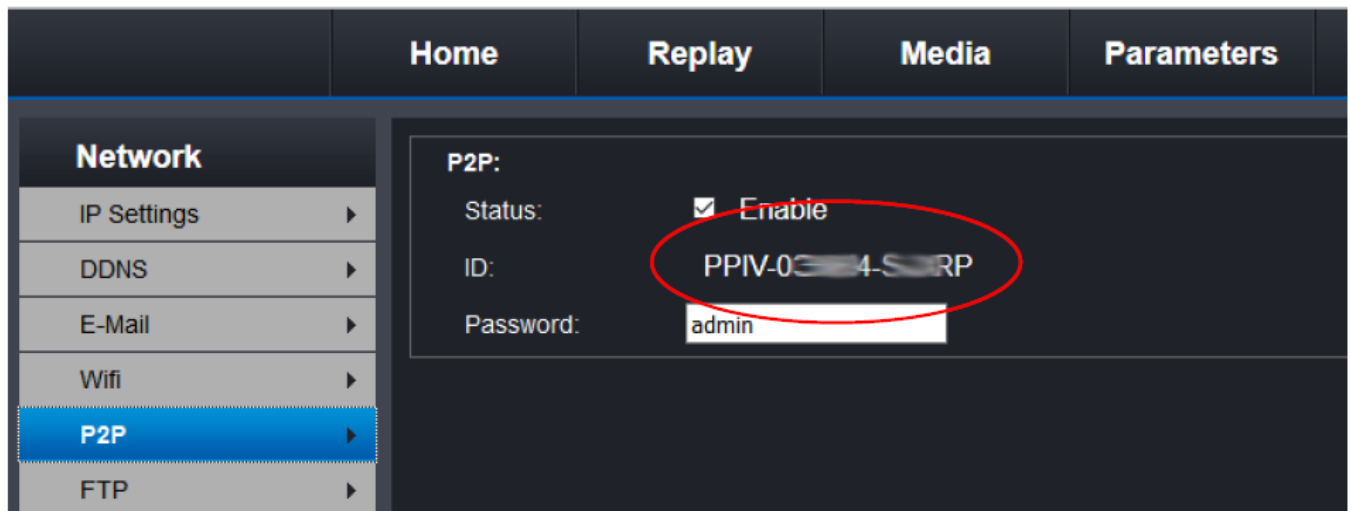 Home Replay Media Parameters
Network
IP Settings
DDNS
E-Mail
Wifi
P2P
FTP
P2P:
Status: Enable
ID:
Password: admin